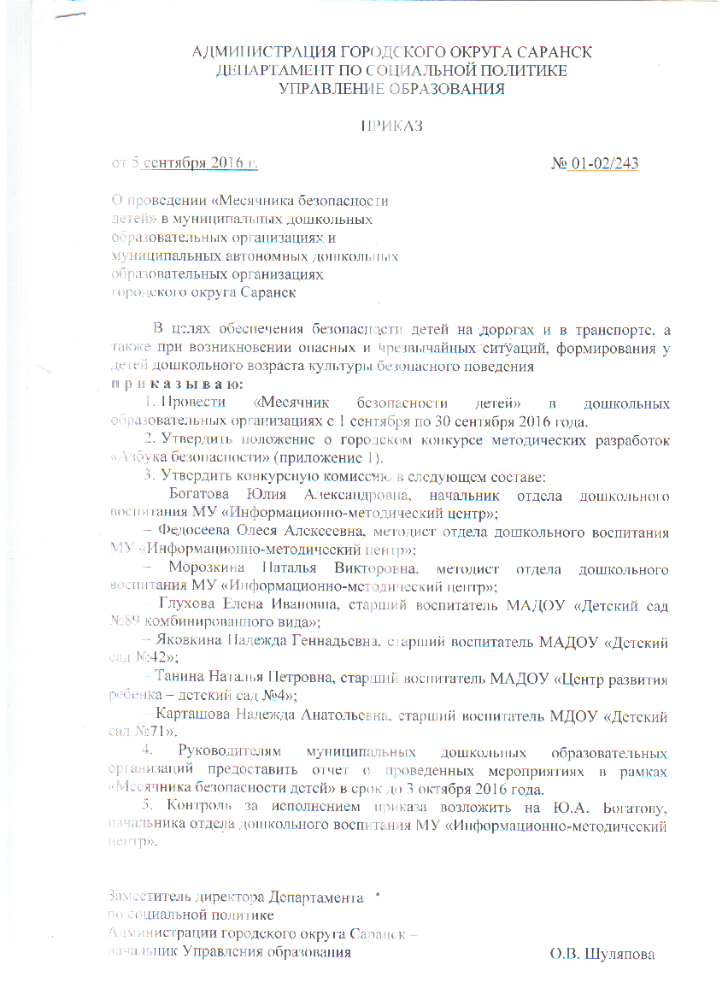 АДМИНИСТРАЦИЯ ГОРОДСКОГО ОКРУГА САРАНСК
ДЕПАРТАМЕНТ ПО СОЦИАЛЬНОЙ ПОЛИТИКЕ
УПРАВЛЕНИЕ ОБРАЗОВАНИЯ
ПРИКАЗ
от 5 сентября 2016 г. № 01-02/243
О проведении «Месячника безопасности
детей» в муниципальных дошкольных
образовательных организациях и
муниципальных автономных дошкольных
образовательных организациях
городского округа Саранск
В целях обеспечения безопасности детей на дорогах и в транспорте, а
также при возникновении опасных и чрезвычайных ситуаций, формирования у
детей дошкольного возраста культуры безопасного поведения
п р и к а з ы в а ю:
1. Провести «Месячник безопасности детей» в дошкольных
образовательных организациях с 1 сентября по 30 сентября 2016 года.
2. Утвердить положение о городском конкурсе методических разработок
«Азбука безопасности» (приложение 1).
3. Утвердить конкурсную комиссию в следующем составе:
Богатова Юлия Александровна, начальник отдела дошкольного
воспитания МУ «Информационно-методический центр»;
– Федосеева Олеся Алексеевна, методист отдела дошкольного воспитания
МУ «Информационно-методический центр»;
– Морозкина Наталья Викторовна, методист отдела дошкольного
воспитания МУ «Информационно-методический центр»;
– Глухова Елена Ивановна, старший воспитатель МАДОУ «Детский сад
№89 комбинированного вида»;
– Яковкина Надежда Геннадьевна, старший воспитатель МАДОУ «Детский
сад №42»;
– Танина Наталья Петровна, старший воспитатель МАДОУ «Центр развития
ребенка – детский сад №4»;
– Карташова Надежда Анатольевна, старший воспитатель МДОУ «Детский
сад №71».
4. Руководителям муниципальных дошкольных образовательных
организаций предоставить отчет о проведенных мероприятиях в рамках
«Месячника безопасности детей» в срок до 3 октября 2016 года.
5. Контроль за исполнением приказа возложить на Ю.А. Богатову,
начальника отдела дошкольного воспитания МУ «Информационно-методический
центр».
Заместитель директора Департамента
по социальной политике
Администрации городского округа Саранск –
начальник Управления образования О.В. Шуляпова